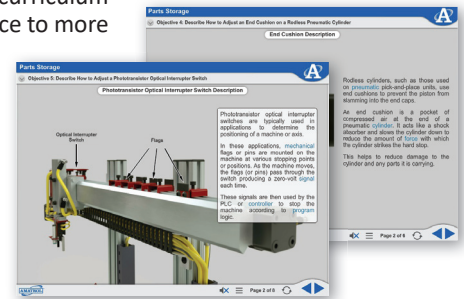 curriculum
ce to more
Parts Storage
Objective 4: Describe How to Adjust an End Cushion on a Rodless Pneumatic Cylinder
End Cushion Description
Rodless cylinders, such as those used
on pneumatic pick-and-place units, use
end cushions to prevent the piston from
slamming into the end caps.
An end cushion is a pocket of
compressed air at the end of a
pneumatic cylinder. It acts like a shock
absorber and slows the cylinder down to
reduce the amount of force with which
the cylinder strikes the hard stop.
This helps to reduce damage to the
cylinder and any parts it is carrying.
Page 2 of 6
Parts Storage
Objective 5: Describe How to Adjust a Phototransistor Optical Interrupter Switch
Phototransistor Optical Interrupter Switch Description
Optical Interrupter
Switch
Flags
Phototransistor optical interrupter
switches are typically used in
applications to determine the
positioning of a machine or axis.
In these applications, mechanical
flags or pins are mounted on the
machine at various stopping points
or positions. As the machine moves,
the flags (or pins) pass through the
switch producing a zero-volt signal
each time.
These signals are then used by the
PLC or controller to stop the
machine according to program
logic.
AMATROL
Page 2 of 8